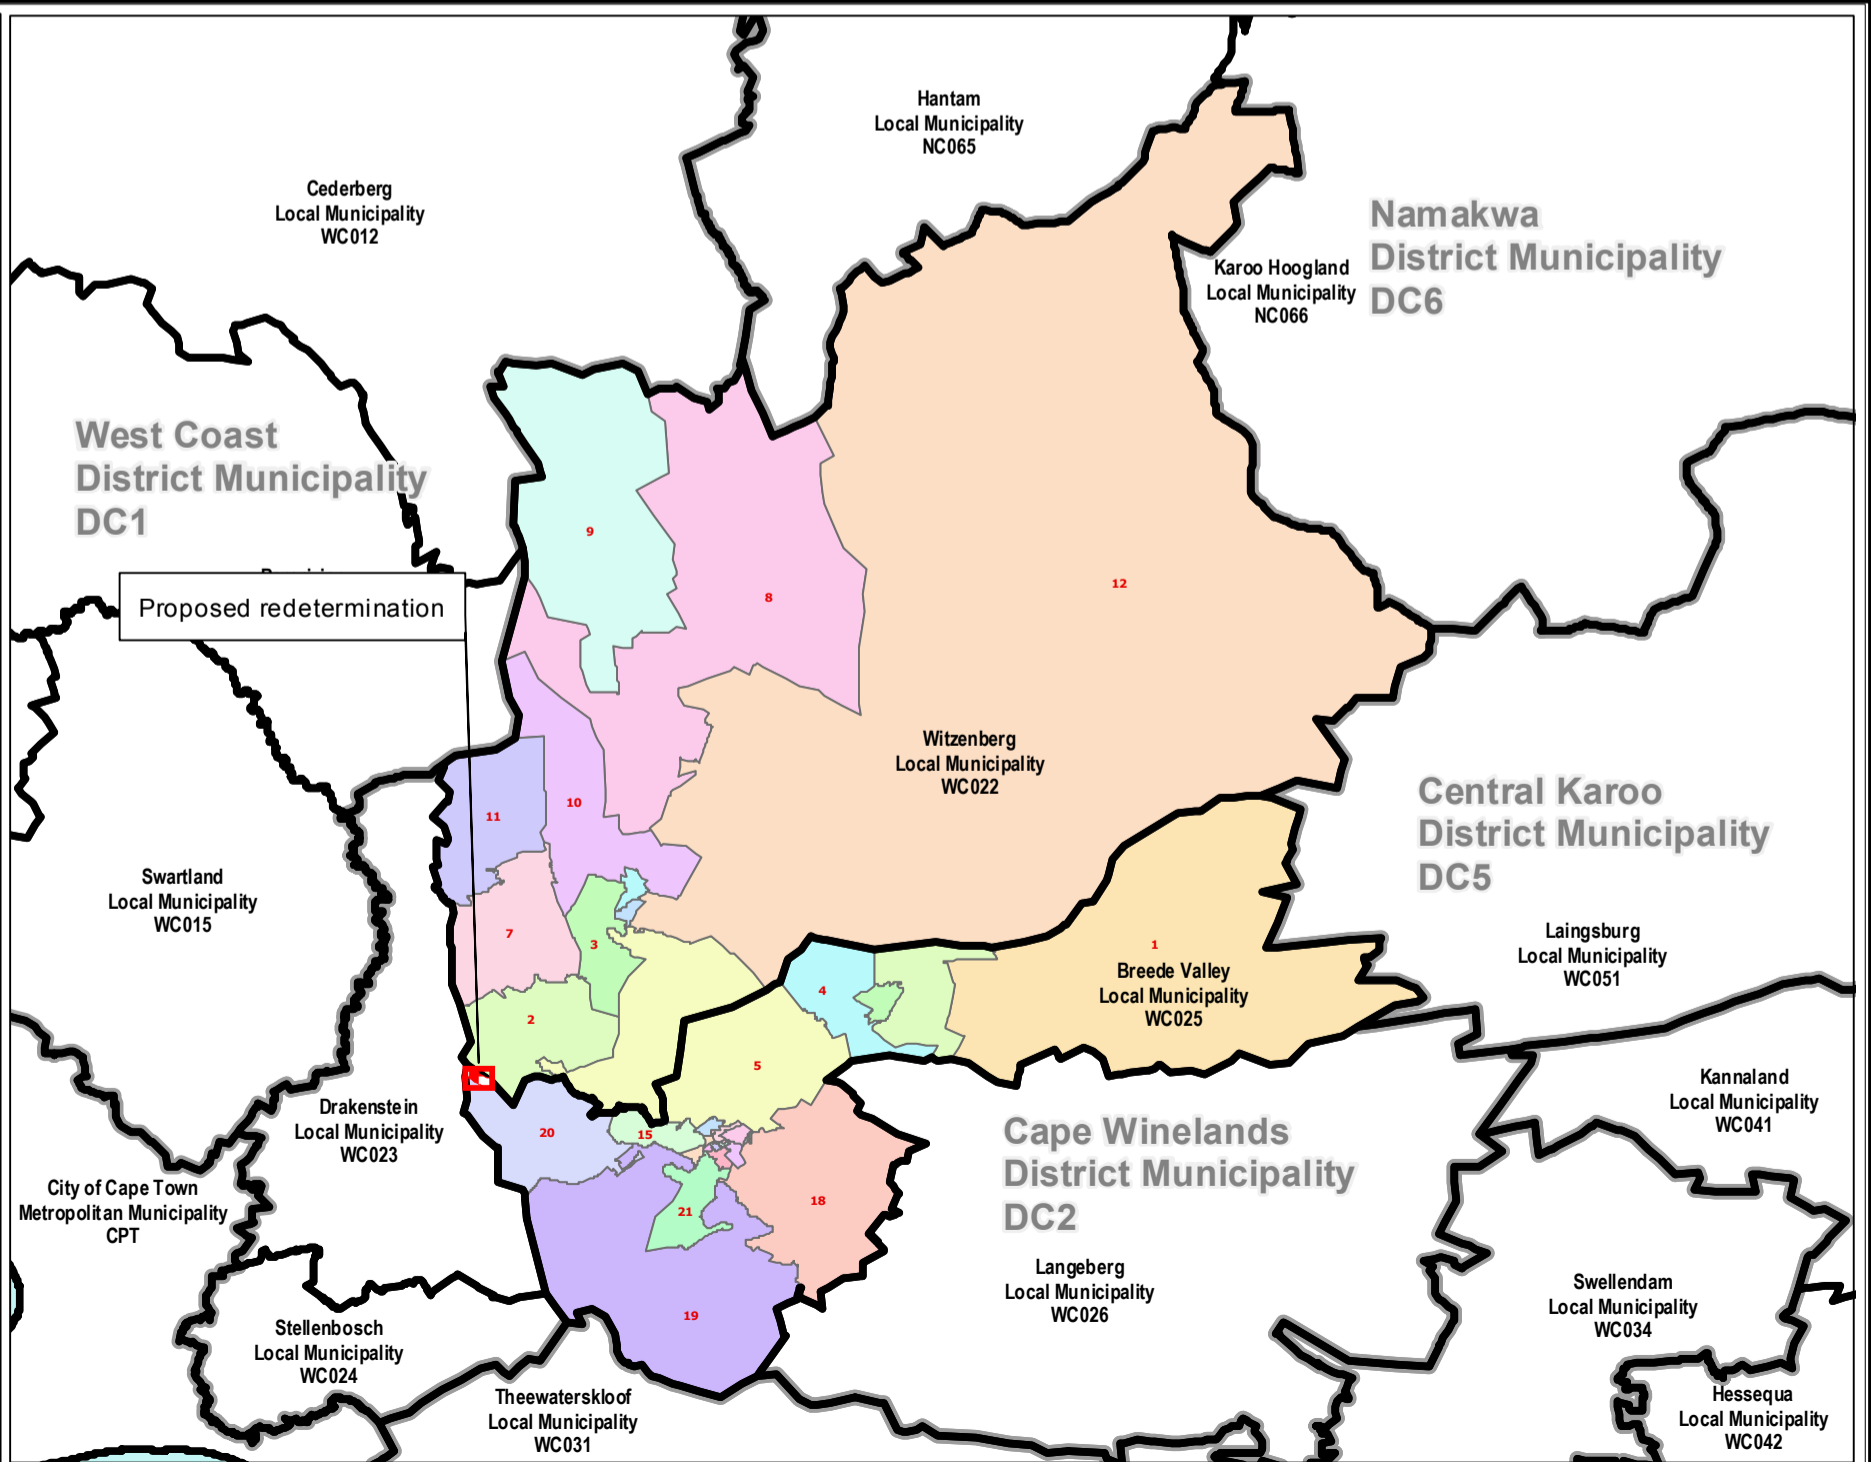 Hantam
Local Municipality
NC065
Cederberg
Local Municipality
WC012
Namakwa
District Municipality
DC6
Karoo Hoogland
Local Municipality
NC066
West Coast
District Municipality
DC1
9
12
8
Proposed redetermination
Witzenberg
Local Municipality
WC022
Central Karoo
District Municipality
DC5
10
11
Swartland
Local Municipality
WC015
7
3
1
Breede Valley
Local Municipality
WC025
Laingsburg
Local Municipality
WC051
4
2
5
Kannaland
Local Municipality
WC041
Drakenstein
Local Municipality
WC023
20
15
Cape Winelands
District Municipality
DC2
City of Cape Town
Metropolitan Municipality
CPT
18
21
Langeberg
Local Municipality
WC026
Swellendam
Local Municipality
WC034
19
Stellenbosch
Local Municipality
WC024
Theewaterskloof
Local Municipality
WC031
Hessequa
Local Municipality
WC042